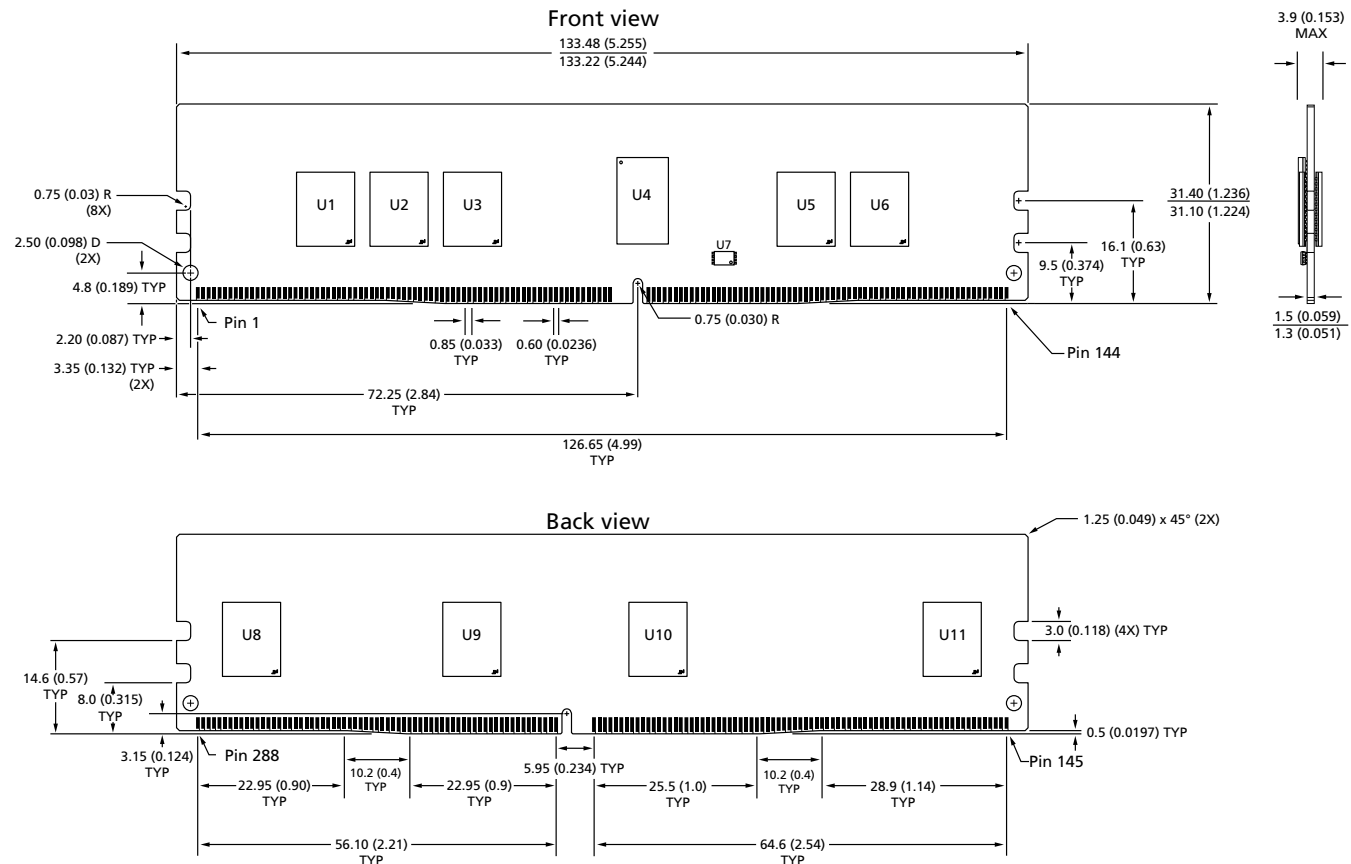 Front view
133.48 (5.255)
133.22 (5.244)
3.9 (0.153)
MAX
0.75 (0.03) R
(8X)
2.50 (0.098) D
(2X)
4.8 (0.189) TYP
2.20 (0.087) TYP
3.35 (0.132) TYP
(2X)
U1
U2
U3
U4
U5
U6
U7
31.40 (1.236)
31.10 (1.224)
16.1 (0.63)
TYP
9.5 (0.374)
TYP
Pin 1
0.85 (0.033)
TYP
0.60 (0.0236)
TYP
0.75 (0.030) R
Pin 144
1.5 (0.059)
1.3 (0.051)
72.25 (2.84)
TYP
126.65 (4.99)
TYP
Back view
1.25 (0.049) x 45° (2X)
U8
U9
U10
U11
3.0 (0.118) (4X) TYP
14.6 (0.57)
TYP
8.0 (0.315)
TYP
3.15 (0.124)
TYP
Pin 288
5.95 (0.234) TYP
0.5 (0.0197) TYP
Pin 145
22.95 (0.90)
TYP
10.2 (0.4)
TYP
22.95 (0.9)
TYP
25.5 (1.0)
TYP
10.2 (0.4)
TYP
28.9 (1.14)
TYP
56.10 (2.21)
TYP
64.6 (2.54)
TYP